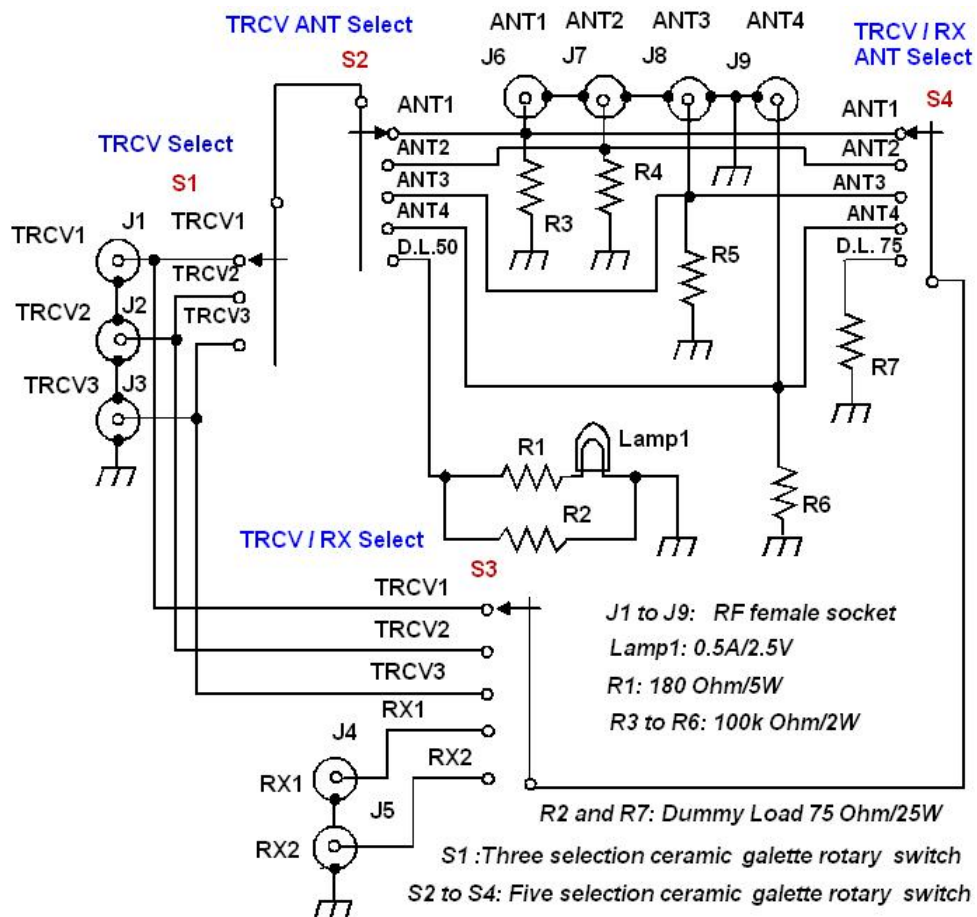 TRCV ANT Select
S2
ANT1
ANT2
ANT3
ANT4
J6
J7
J8
J9
TRCV / RX
ANT Select
S4
ANT1
ANT2
ANT3
ANT4
D.L.50
ANT1
ANT2
ANT3
ANT4
D.L. 75
TRCV Select
S1
J1
TRCV1
TRCV1
TRCV2
J2
TRCV2
TRCV3
J3
TRCV3
R3
R4
R5
R7
R6
R1
Lamp1
R2
TRCV / RX Select
S3
TRCV1
TRCV2
TRCV3
RX1
RX2
J4
RX1
J5
RX2
J1 to J9: RF female socket
Lamp1: 0.5A/2.5V
R1: 180 Ohm/5W
R3 to R6: 100k Ohm/2W
R2 and R7: Dummy Load 75 Ohm/25W
S1 :Three selection ceramic galette rotary switch
S2 to S4: Five selection ceramic galette rotary switch